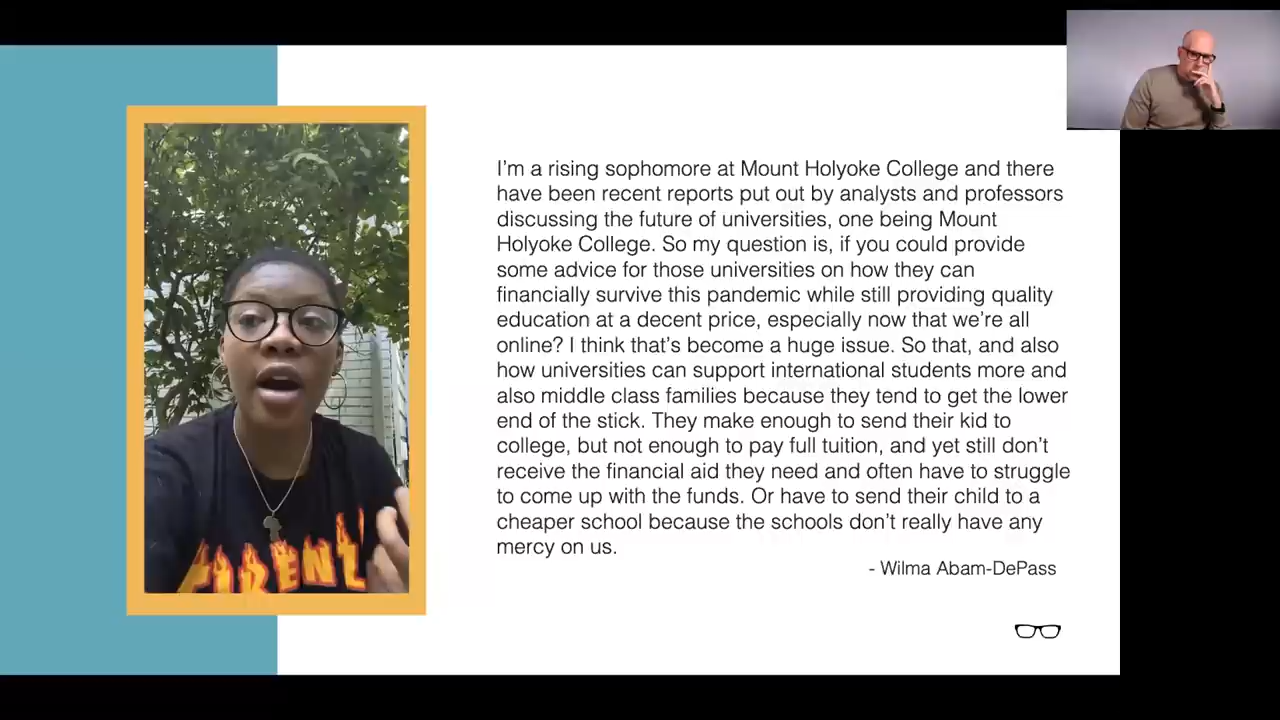 I'm a rising sophomore at Mount Holyoke College and there
have been recent reports put out by analysts and professors
discussing the future of universities, one being Mount
Holyoke College. So my question is, if you could provide
some advice for those universities on how they can
financially survive this pandemic while still providing quality
education at a decent price, especially now that we're all
online? I think that's become a huge issue. So that, and also
how universities can support international students more and
also middle class families because they tend to get the lower
end of the stick. They make enough to send their kid to
college, but not enough to pay full tuition, and yet still don't
receive the financial aid they need and often have to struggle
to come up with the funds. Or have to send their child to a
cheaper school because the schools don't really have any
mercy on us.
- Wilma Abam-DePass